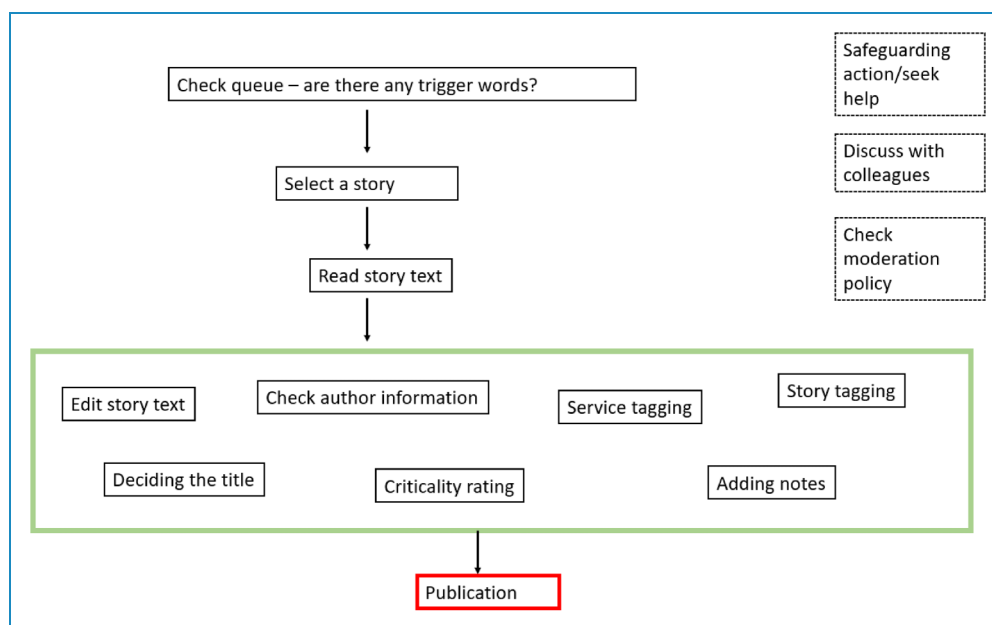 Check queue – are there any trigger words?
Select a story
Read story text
Safeguarding
action/seek
help
Discuss with
colleagues
Check
moderation
policy
Edit story text
Check author information
Service tagging
Story tagging
Deciding the title
Criticality rating
Adding notes
Publication